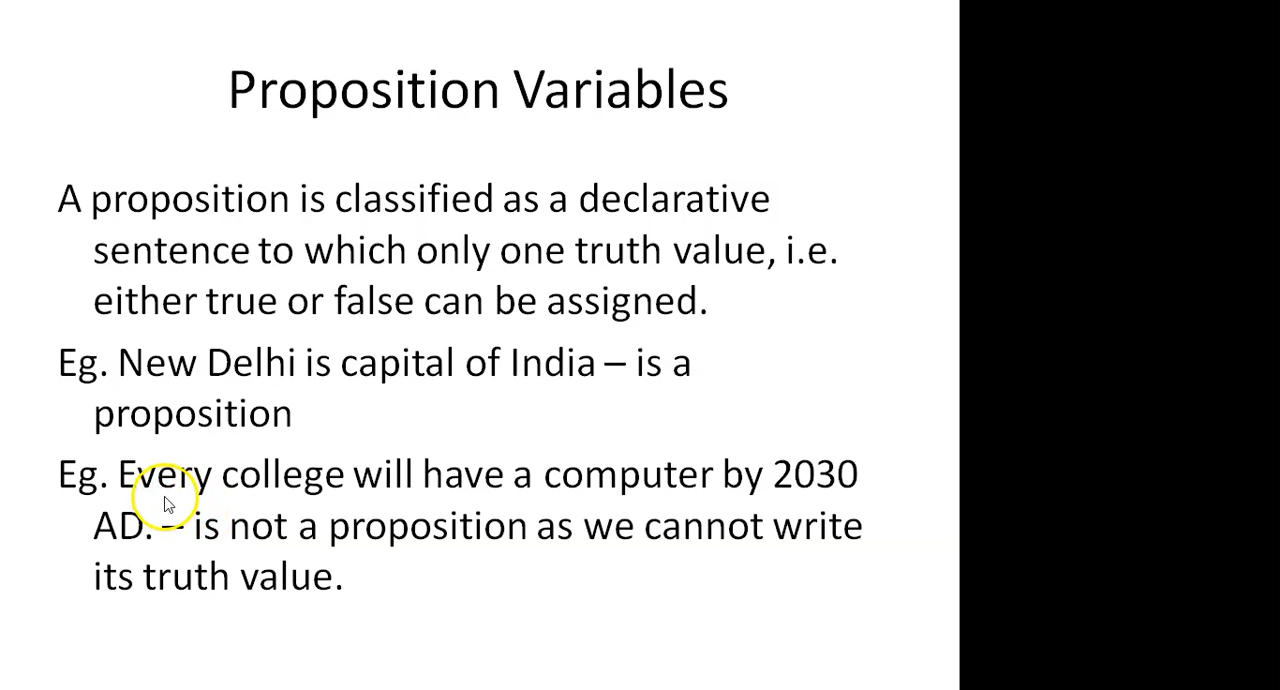 Proposition Variables
A proposition is classified as a declarative
sentence to which only one truth value, i.e.
either true or false can be assigned.
Eg. New Delhi is capital of India – is a
proposition
Eg. Every college will have a computer by 2030
AD. – is not a proposition as we cannot write
its truth value.